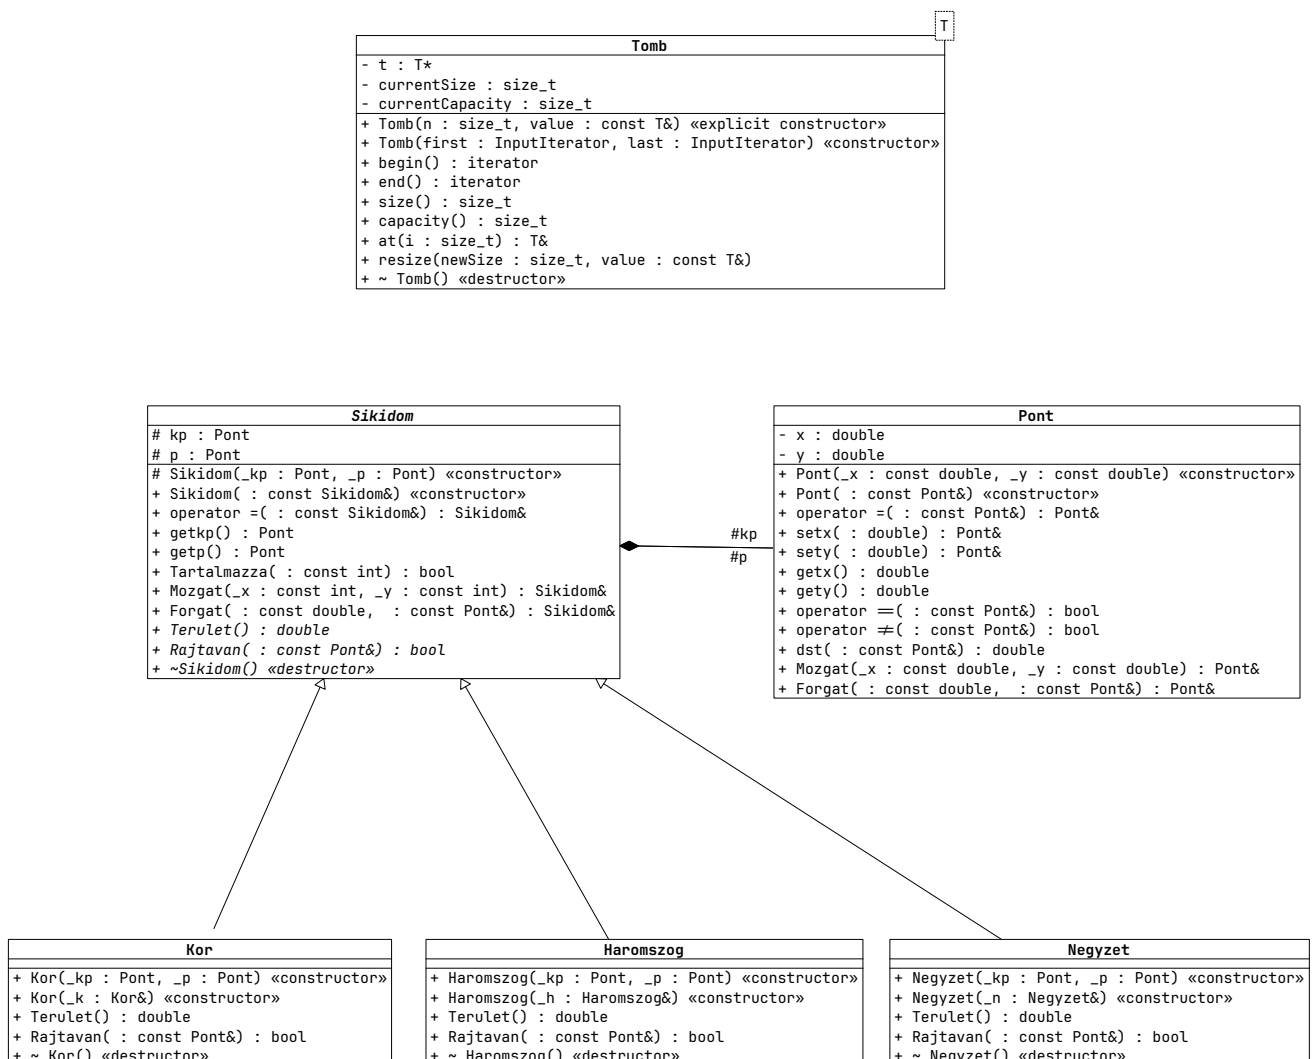 T
Tomb
- t : T*
- currentSize : size_t
- currentCapacity : size_t
+ Tomb(n : size_t, value : const T&) «explicit constructor»
+ Tomb(first : InputIterator, last : InputIterator) «constructor»
+ begin() : iterator
+ end() : iterator
+ size() : size_t
+ capacity() : size_t
+ at(i : size_t) : T&
+ resize(newSize : size_t, value : const T&)
+ ~ Tomb() «destructor»
Sikidom
# kp : Pont
# p : Pont
# Sikidom(_kp : Pont, _p : Pont) «constructor»
+ Sikidom( : const Sikidom&) «constructor»
+ operator =( : const Sikidom&) : Sikidom&
+ getkp() : Pont
+ getp() : Pont
+ Tartalmazza( : const int) : bool
+ Mozgat(_x : const int, _y : const int) : Sikidom&
+ Forgat( : const double,  : const Pont&) : Sikidom&
+ Terulet() : double
+ Rajtavan( : const Pont&) : bool
+ ~Sikidom() «destructor»
#kp
#p
Pont
- x : double
- y : double
+ Pont(_x : const double, _y : const double) «constructor»
+ Pont( : const Pont&) «constructor»
+ operator =( : const Pont&) : Pont&
+ setx( : double) : Pont&
+ sety( : double) : Pont&
+ getx() : double
+ gety() : double
+ operator ==( : const Pont&) : bool
+ operator ≠( : const Pont&) : bool
+ dst( : const Pont&) : double
+ Mozgat(_x : const double, _y : const double) : Pont&
+ Forgat( : const double,  : const Pont&) : Pont&
Kor
+ Kor(_kp : Pont, _p : Pont) «constructor»
+ Kor(_k : Kor&) «constructor»
+ Terulet() : double
+ Rajtavan( : const Pont&) : bool
+ ~ Kor() «destructor»
Haromszog
+ Haromszog(_kp : Pont, _p : Pont) «constructor»
+ Haromszog(_h : Haromszog&) «constructor»
+ Terulet() : double
+ Rajtavan( : const Pont&) : bool
+ ~ Haromszog() «destructor»
Negyzet
+ Negyzet(_kp : Pont, _p : Pont) «constructor»
+ Negyzet(_n : Negyzet&) «constructor»
+ Terulet() : double
+ Rajtavan( : const Pont&) : bool
+ ~ Negyzet() «destructor»